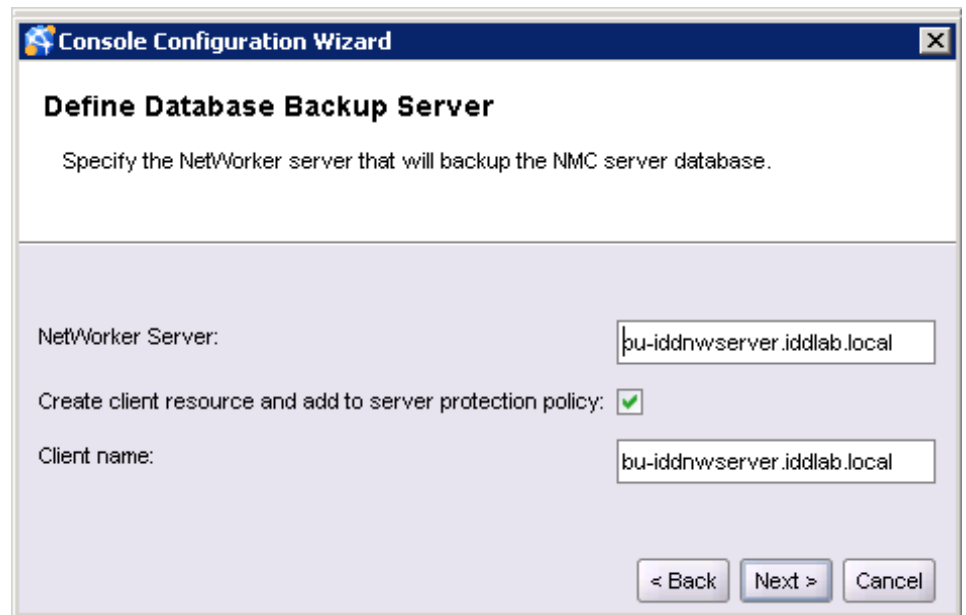 Console Configuration Wizard
Define Database Backup Server
Specify the NetWorker server that will backup the NMC server database.
NetWorker Server:
bu-iddnwserver.iddlab.local
Create client resource and add to server protection policy:
Client name:
bu-iddnwserver.iddlab.local
< Back
Next >
Cancel